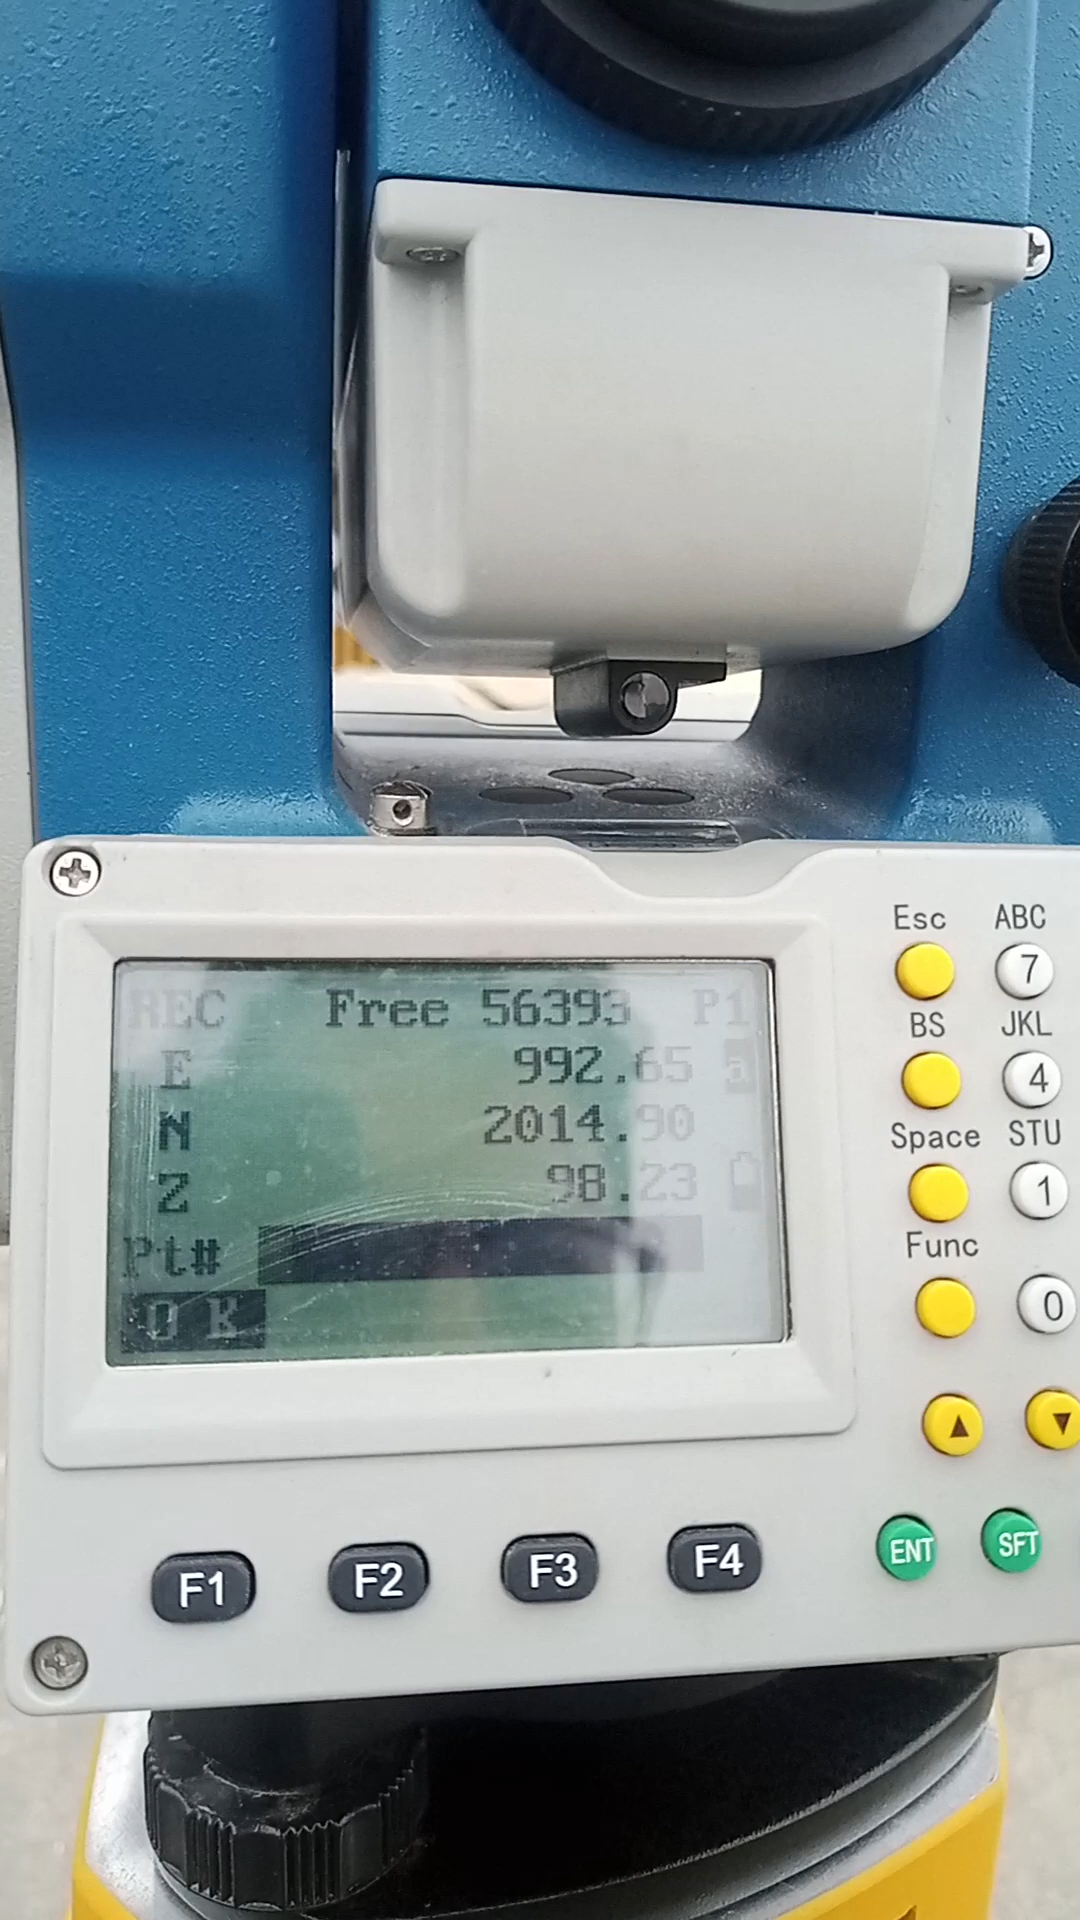 REC Free 56393 P1
E 992.65 a
N 2014.90
Z 98.23
Pt#
OK
Esc ABC
7
BS JKL
4
Space STU
1
Func
0
▲ ▼
F1 F2 F3 F4 ENT SFT